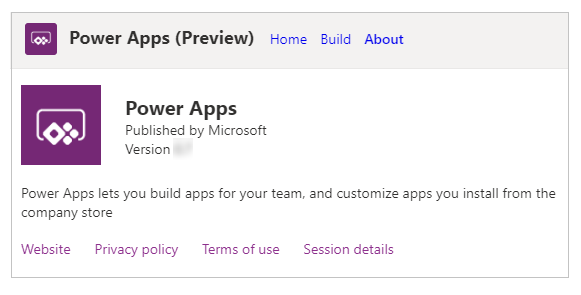 Power Apps (Preview) Home Build About
Power Apps
Published by Microsoft
Version
Power Apps lets you build apps for your team, and customize apps you install from the
company store
Website Privacy policy Terms of use Session details